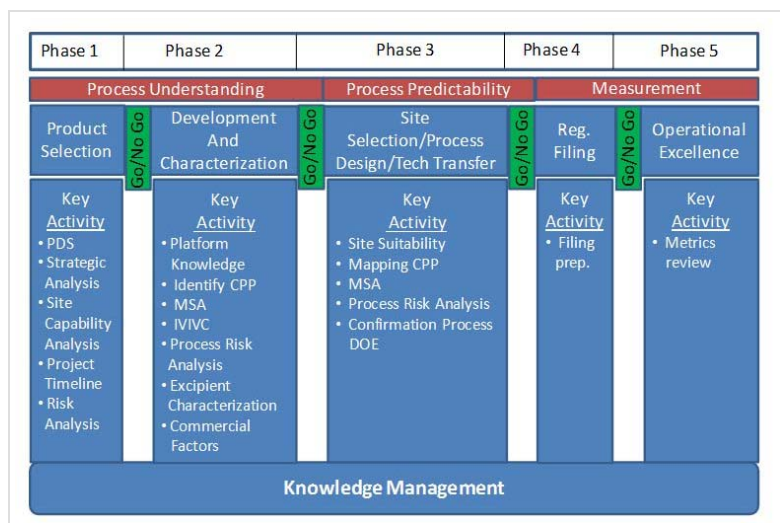 Phase 1
Phase 2
Phase 3
Phase 4
Phase 5
Process Understanding
Process Predictability
Measurement
Product
Selection
Go/No Go
Development
And
Characterization
Go/No Go
Site
Selection/Process
Design/Tech Transfer
Go/No Go
Reg.
Filing
Go/No Go
Operational
Excellence
Key
Activity
• PDS
• Strategic
Analysis
• Site
Capability
Analysis
• Project
Timeline
• Risk
Analysis
Key
Activity
• Platform
Knowledge
• Identify CPP
• MSA
• IVIVC
• Process Risk
Analysis
• Excipient
Characterization
• Commercial
Factors
Key
Activity
• Site Suitability
• Mapping CPP
• MSA
• Process Risk Analysis
• Confirmation Process
DOE
Key
Activity
• Filing
prep.
Key
Activity
• Metrics
review
Knowledge Management